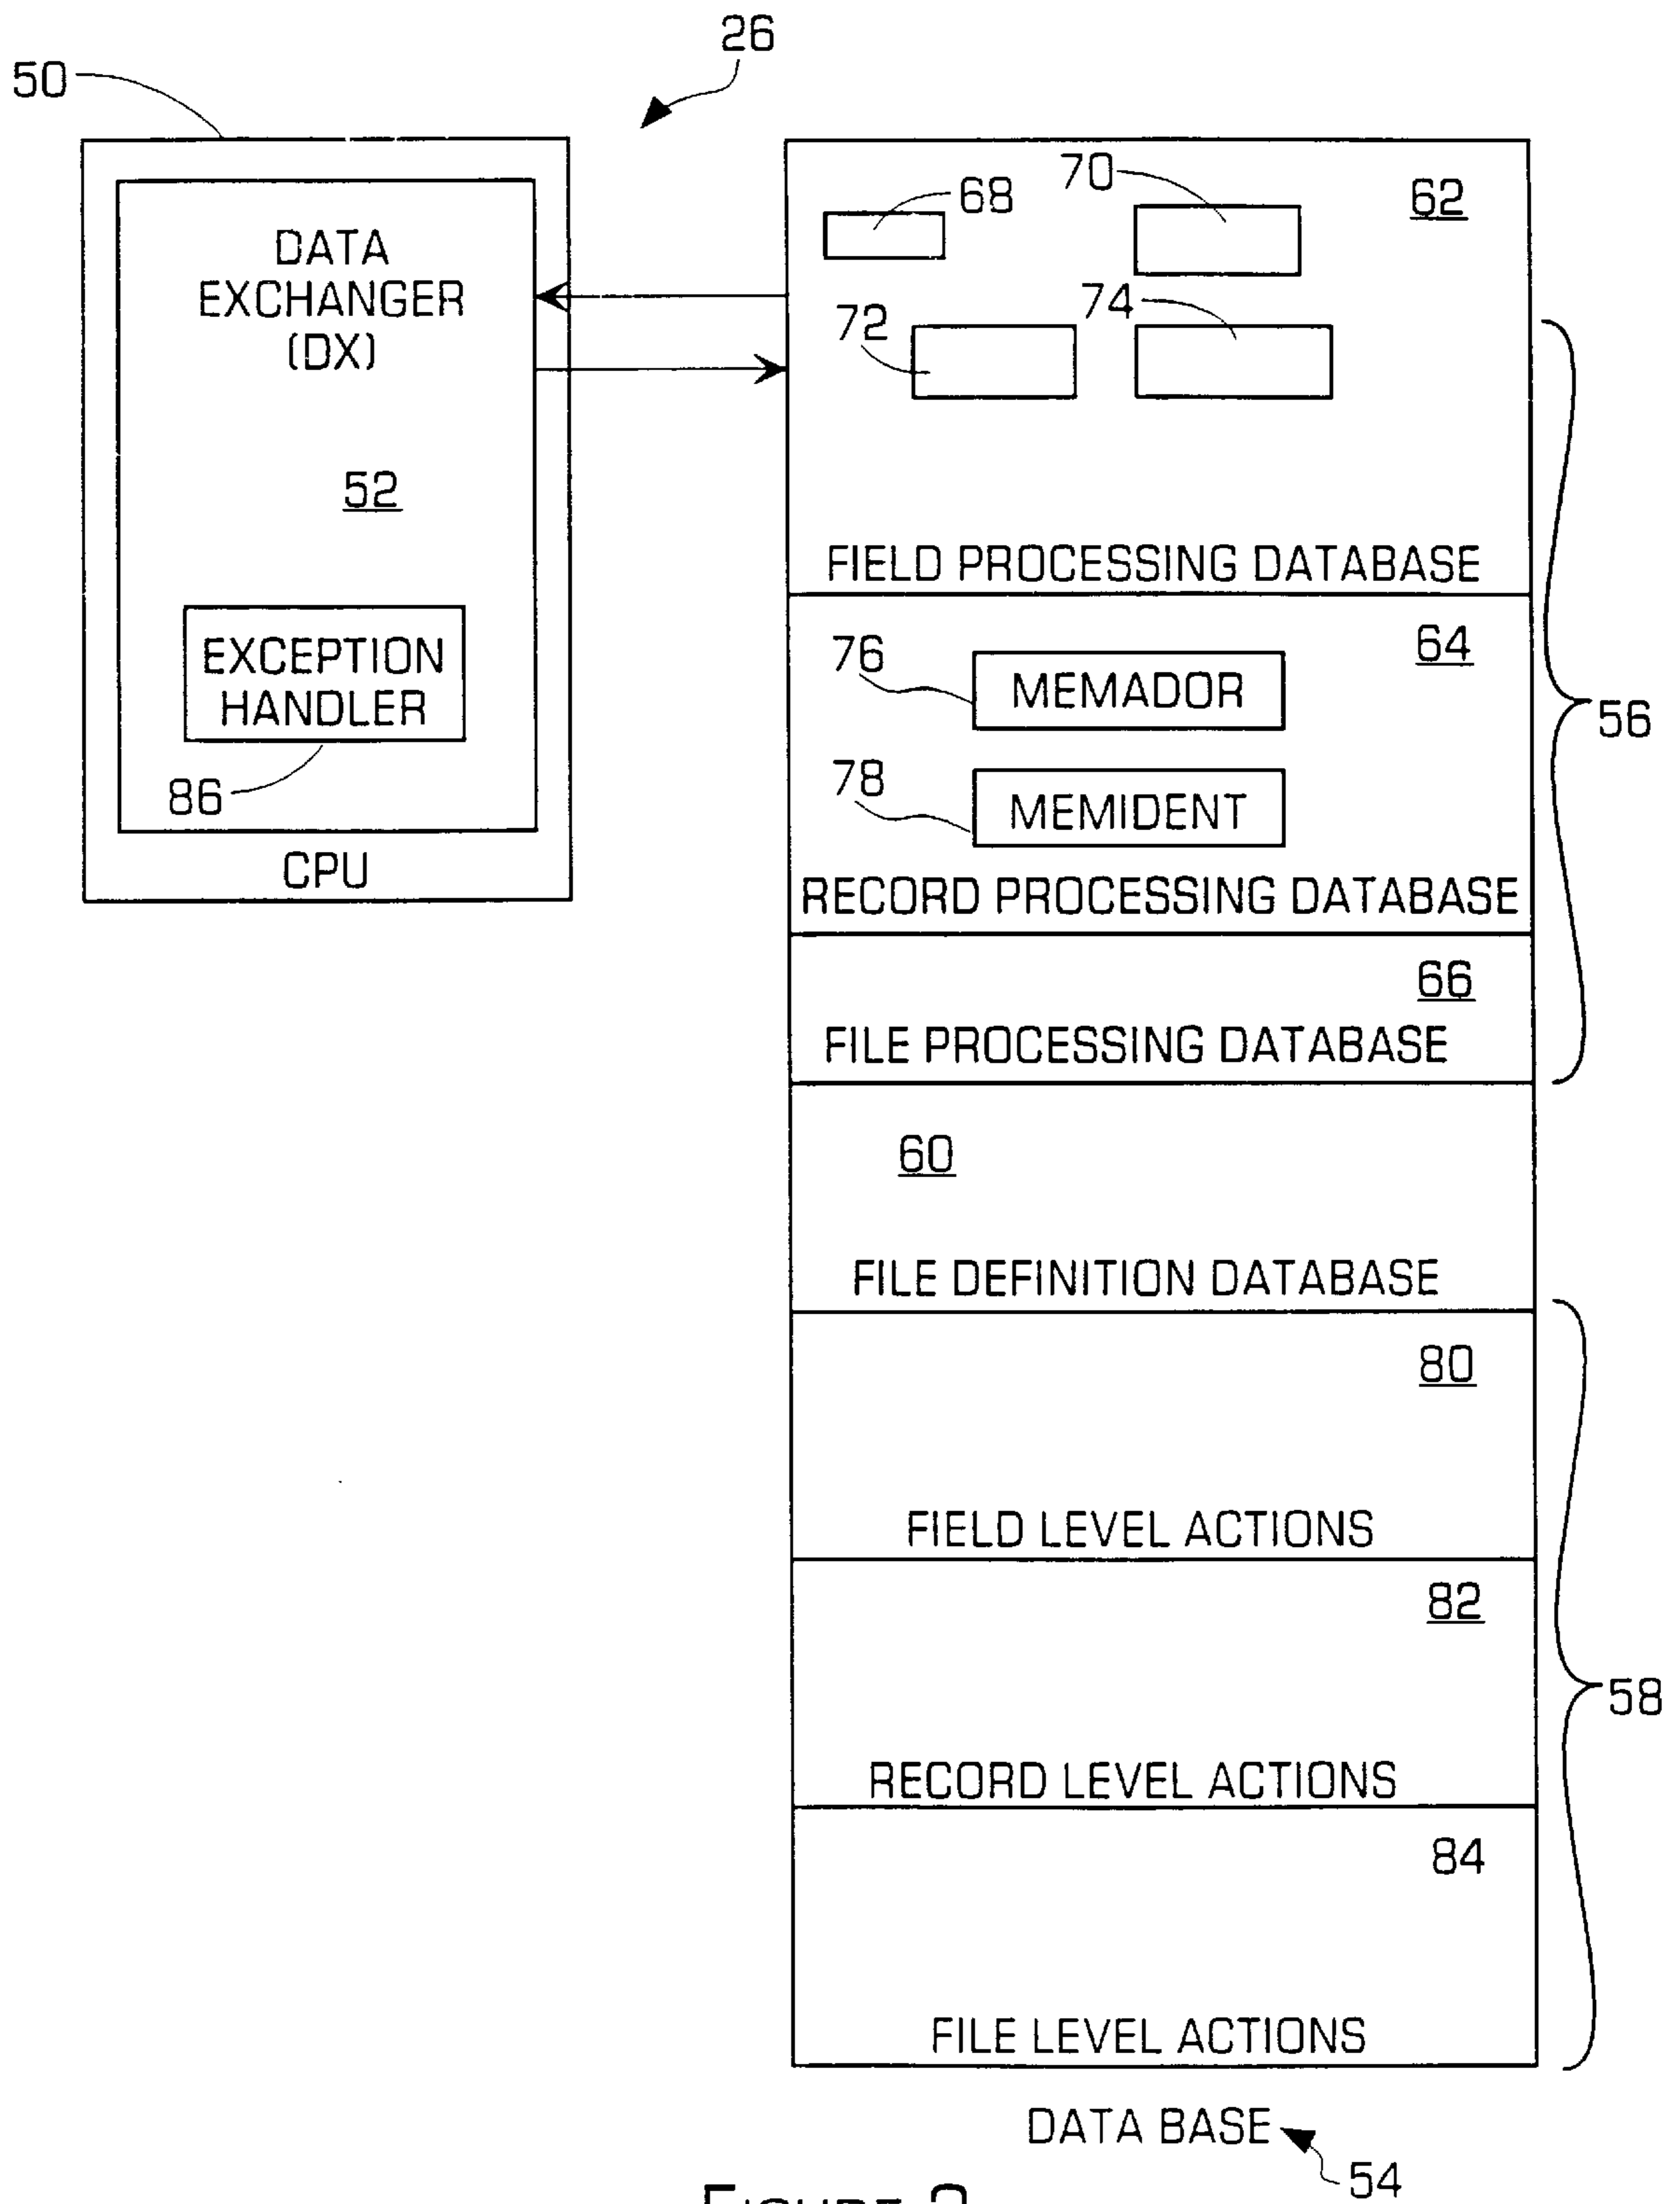 26
50
DATA
EXCHANGER
(DX)
52
EXCEPTION
HANDLER
86
CPU
68
70
62
72
74
FIELD PROCESSING DATABASE
64
76
MEMADOR
78
MEMIDENT
RECORD PROCESSING DATABASE
56
66
FILE PROCESSING DATABASE
60
FILE DEFINITION DATABASE
80
FIELD LEVEL ACTIONS
82
58
RECORD LEVEL ACTIONS
84
FILE LEVEL ACTIONS
DATA BASE
54